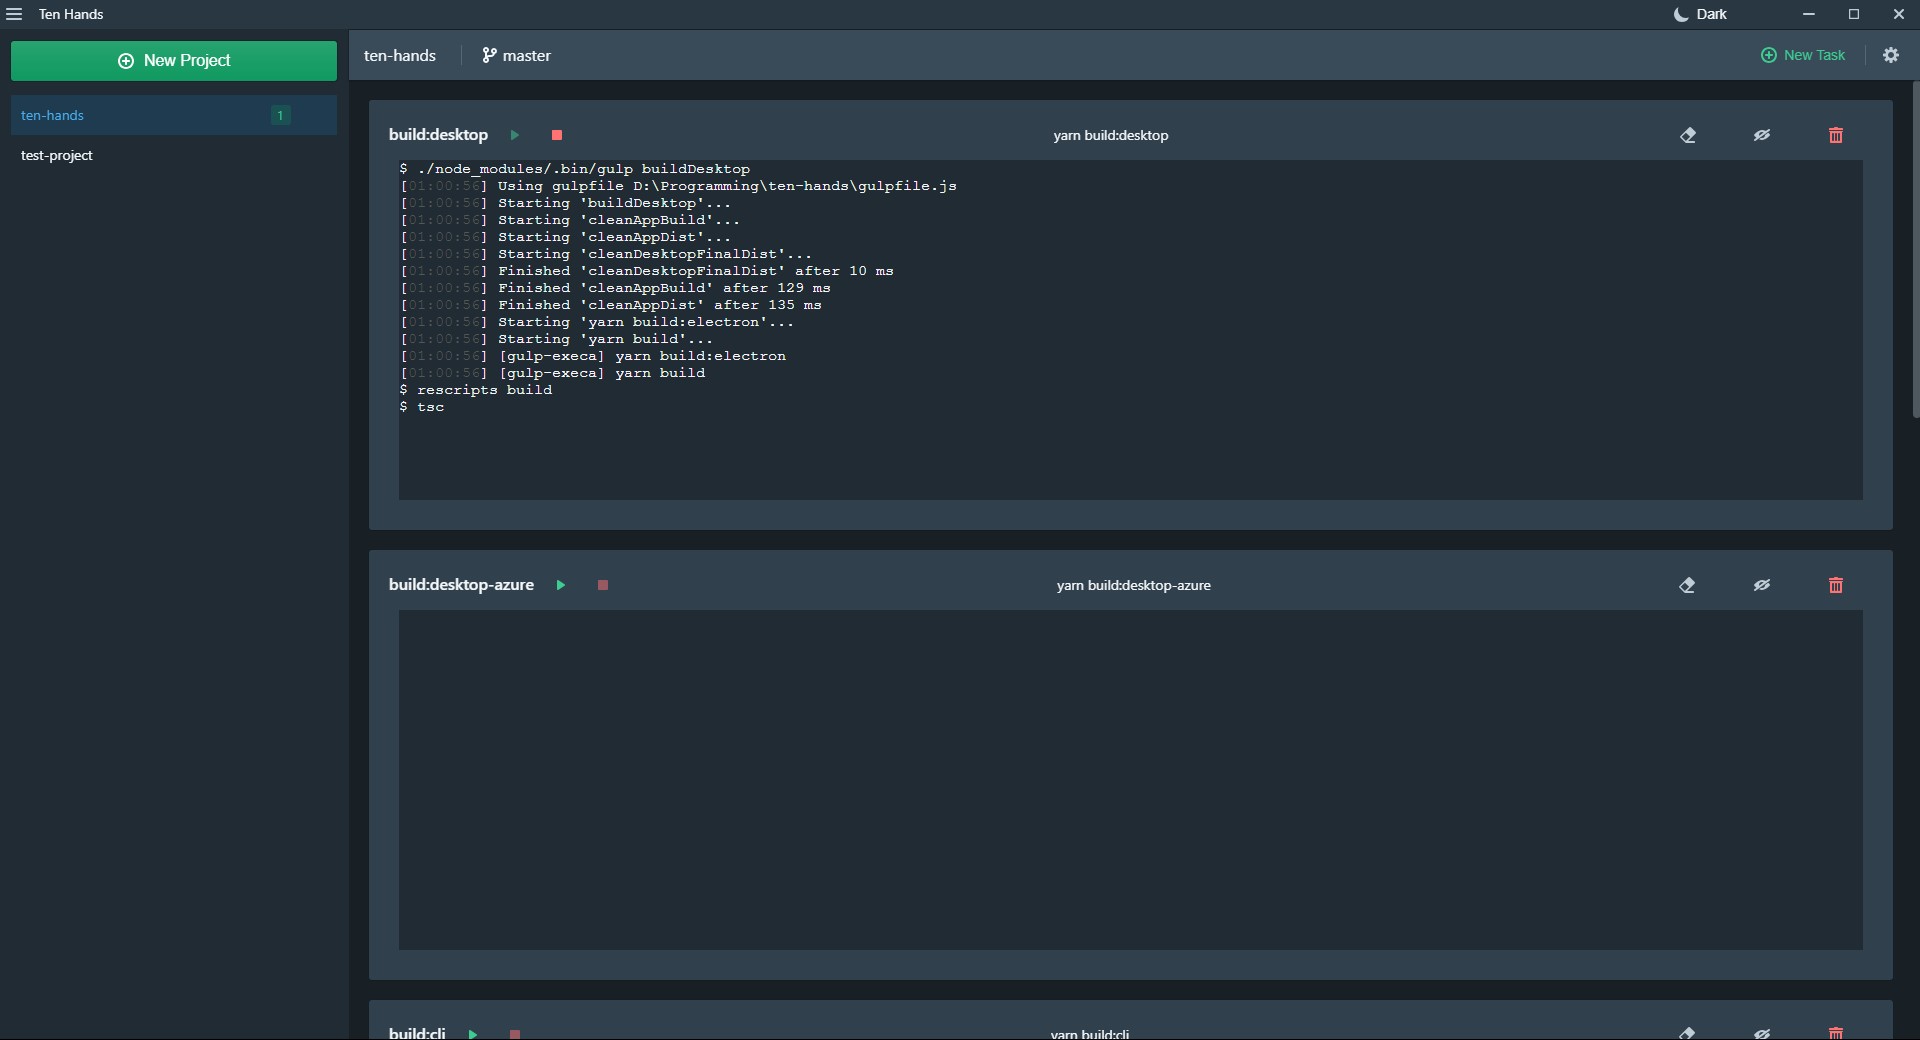 Ten Hands
Dark
New Project
ten-hands
master
New Task
ten-hands 1
test-project
build:desktop
yarn build:desktop
$ ./node_modules/.bin/gulp buildDesktop
[01:00:56] Using gulpfile D:\Programming\ten-hands\gulpfile.js
[01:00:56] Starting 'buildDesktop'...
[01:00:56] Starting 'cleanAppBuild'...
[01:00:56] Starting 'cleanAppDist'...
[01:00:56] Starting 'cleanDesktopFinalDist'...
[01:00:56] Finished 'cleanDesktopFinalDist' after 10 ms
[01:00:56] Finished 'cleanAppBuild' after 129 ms
[01:00:56] Finished 'cleanAppDist' after 135 ms
[01:00:56] Starting 'yarn build:electron'...
[01:00:56] Starting 'yarn build'...
[01:00:56] [gulp-execa] yarn build:electron
[01:00:56] [gulp-execa] yarn build
$ rescripts build
$ tsc
build:desktop-azure
yarn build:desktop-azure
build:cli
yarn build:cli